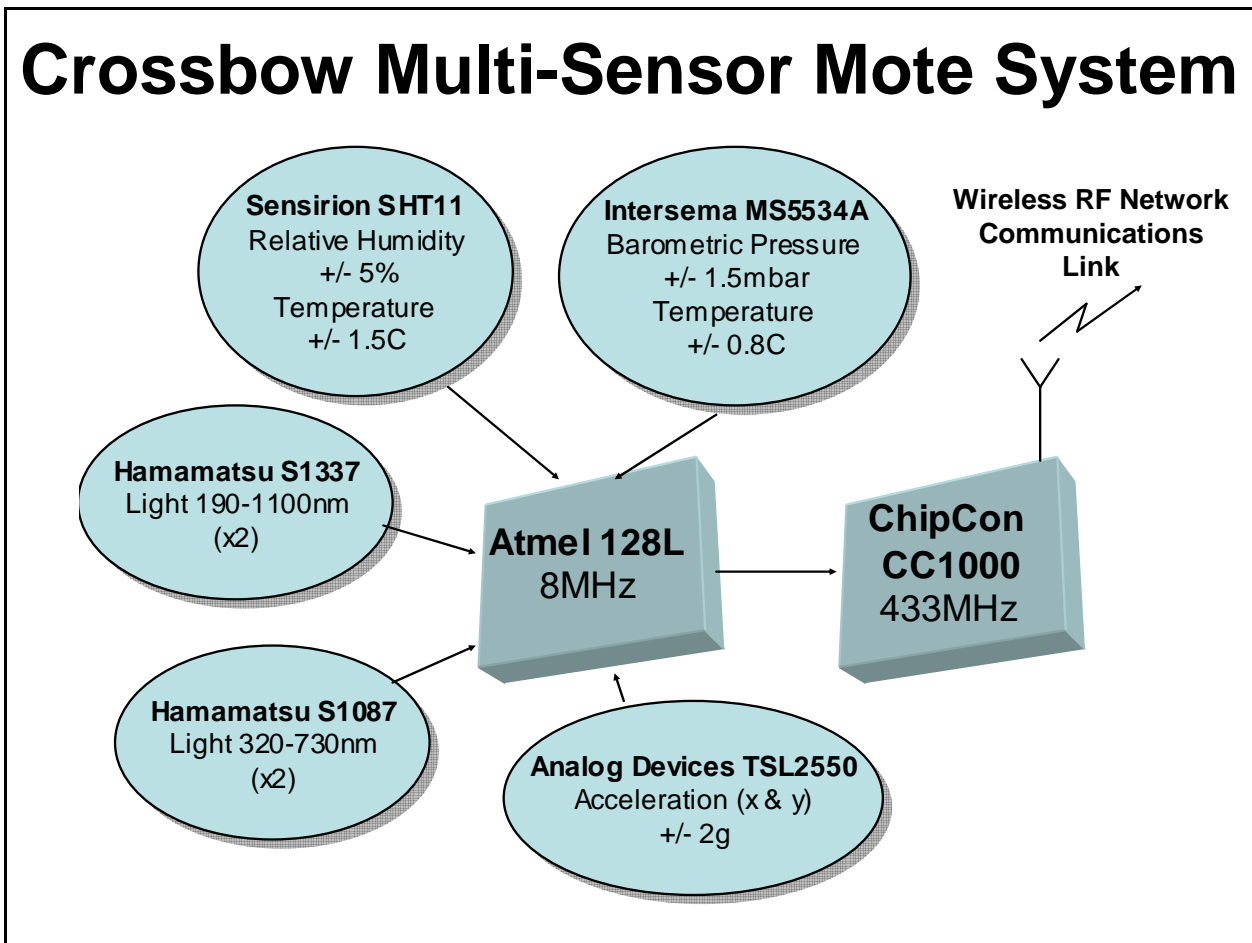 Crossbow Multi-Sensor Mote System
Sensirion SHT11
Relative Humidity
+/- 5%
Temperature
+/- 1.5C
Intersema MS5534A
Barometric Pressure
+/- 1.5mbar
Temperature
+/- 0.8C
Wireless RF Network
Communications
Link
Hamamatsu S1337
Light 190-1100nm
(x2)
Atmel 128L
8MHz
ChipCon
CC1000
433MHz
Hamamatsu S1087
Light 320-730nm
(x2)
Analog Devices TSL2550
Acceleration (x & y)
+/- 2g